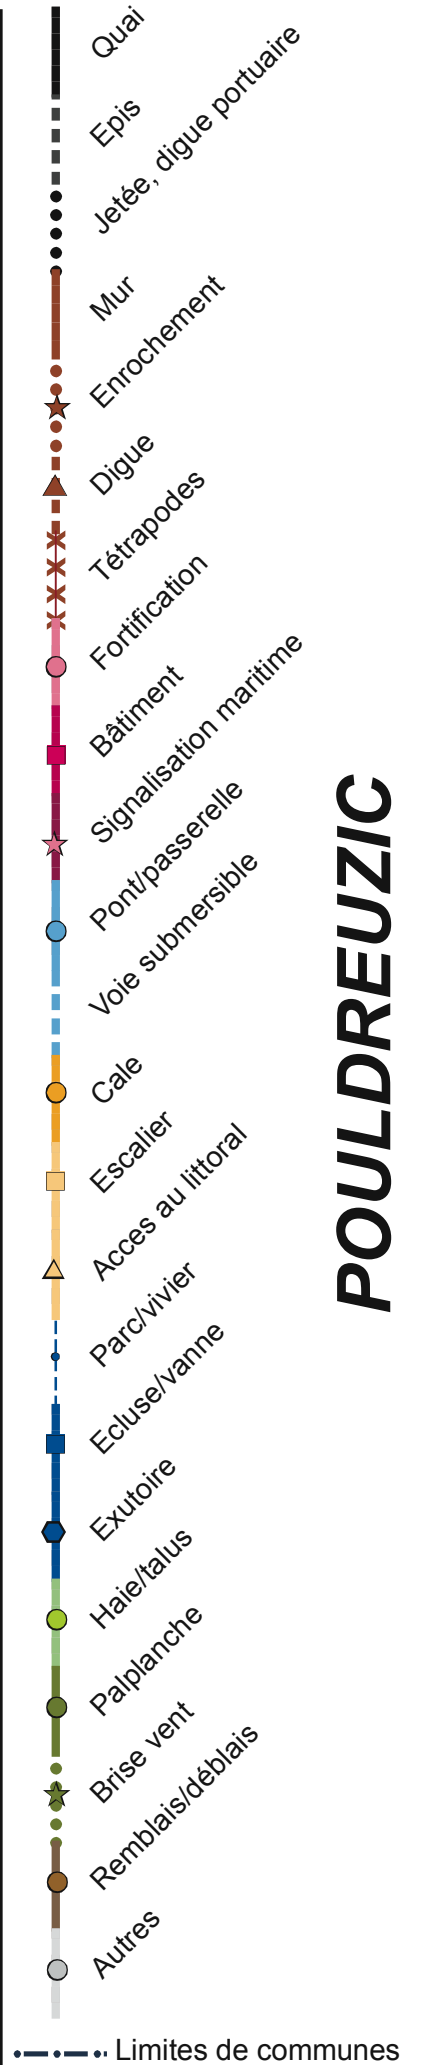 Quai
Epis
Jetée, digue portuaire
Mur
Enrochement
Digue
Tétrapodes
Fortification
Bâtiment
Signalisation maritime
Pont/passerelle
Voie submersible
Cale
Escalier
Acces au littoral
Parc/vivier
Ecluse/vanne
Exutoire
Haie/talus
Palplanche
Brise vent
Remblais/déblais
Autres
Limites de communes
POULDREUZIC